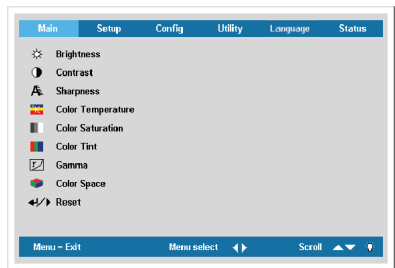 Main Setup Config Utility Language Status
Brightness
Contrast
Sharpness
Color Temperature
Color Saturation
Color Tint
Gamma
Color Space
Reset
Menu – Exit Menu select Scroll